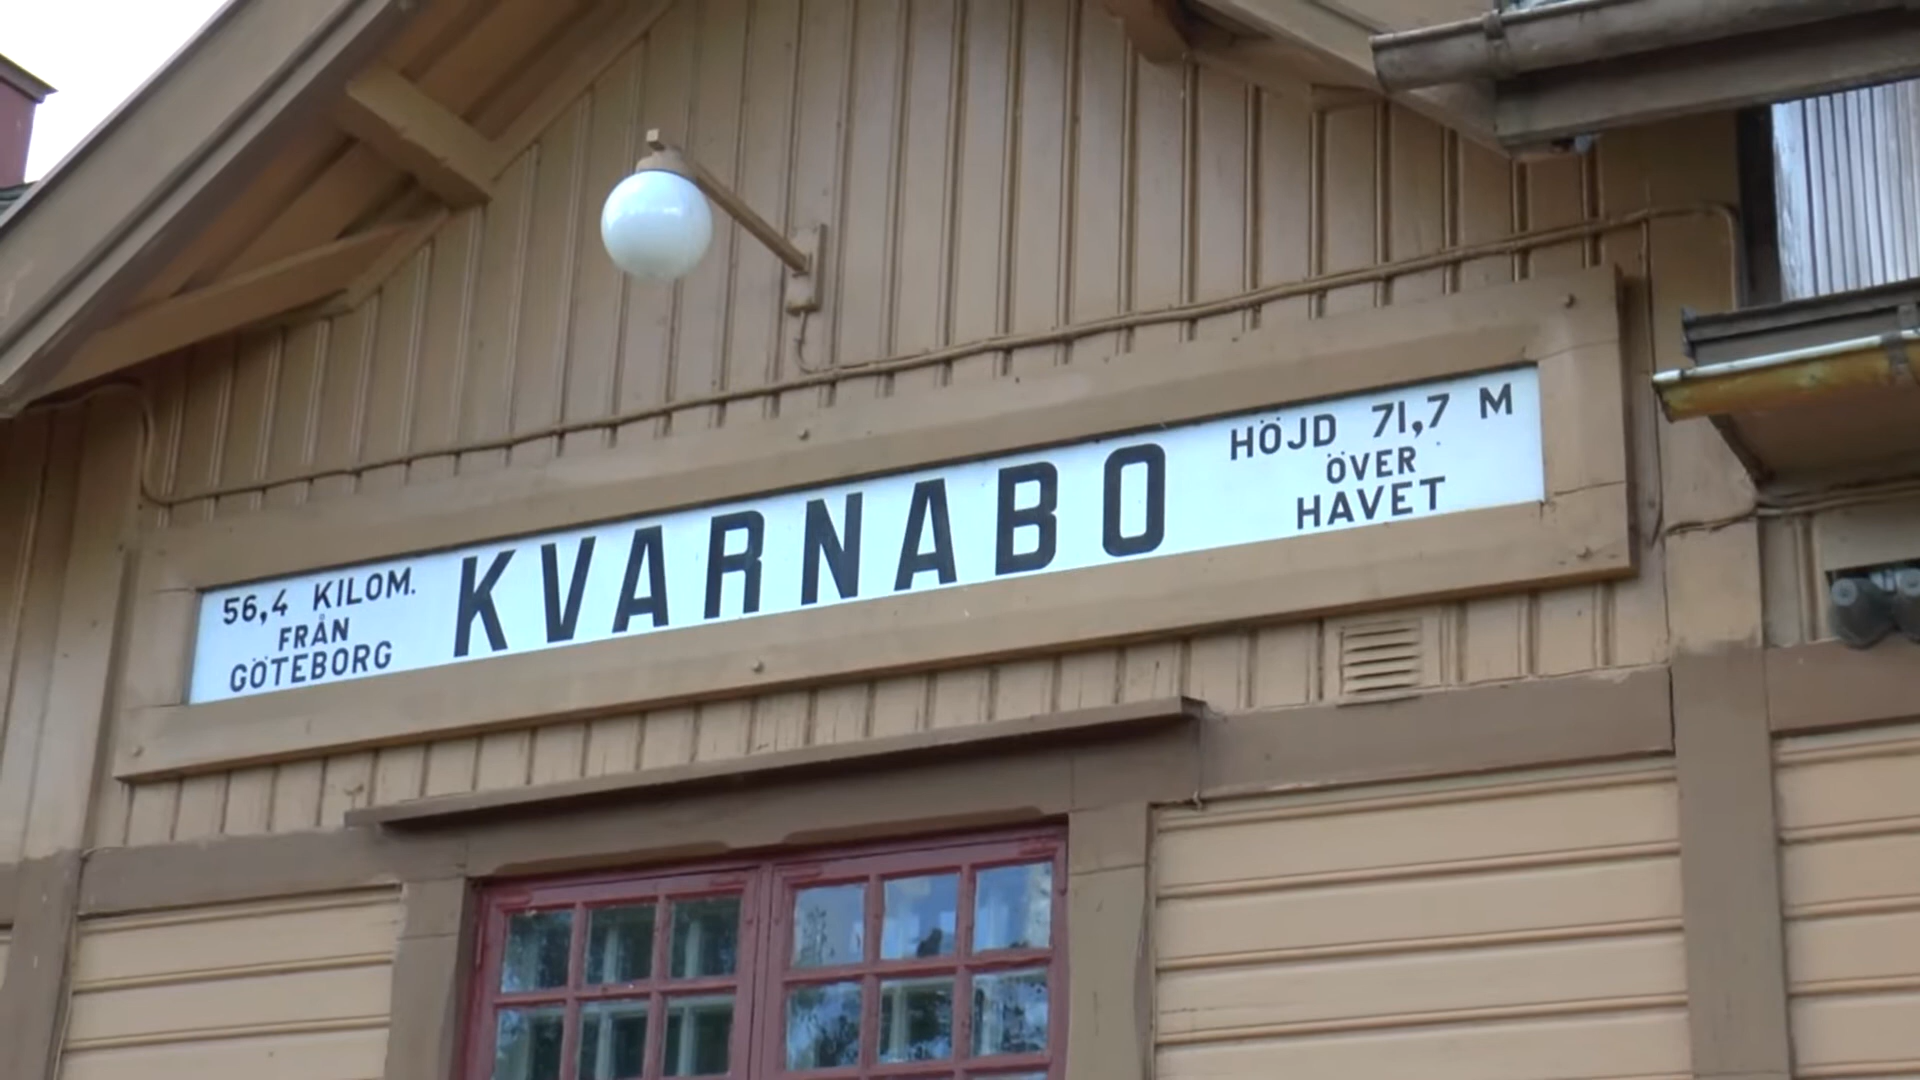 56,4 KILOM.
FRÅN
GÖTEBORG
KVARNABO
HÖJD 71,7 M
ÖVER
HAVET